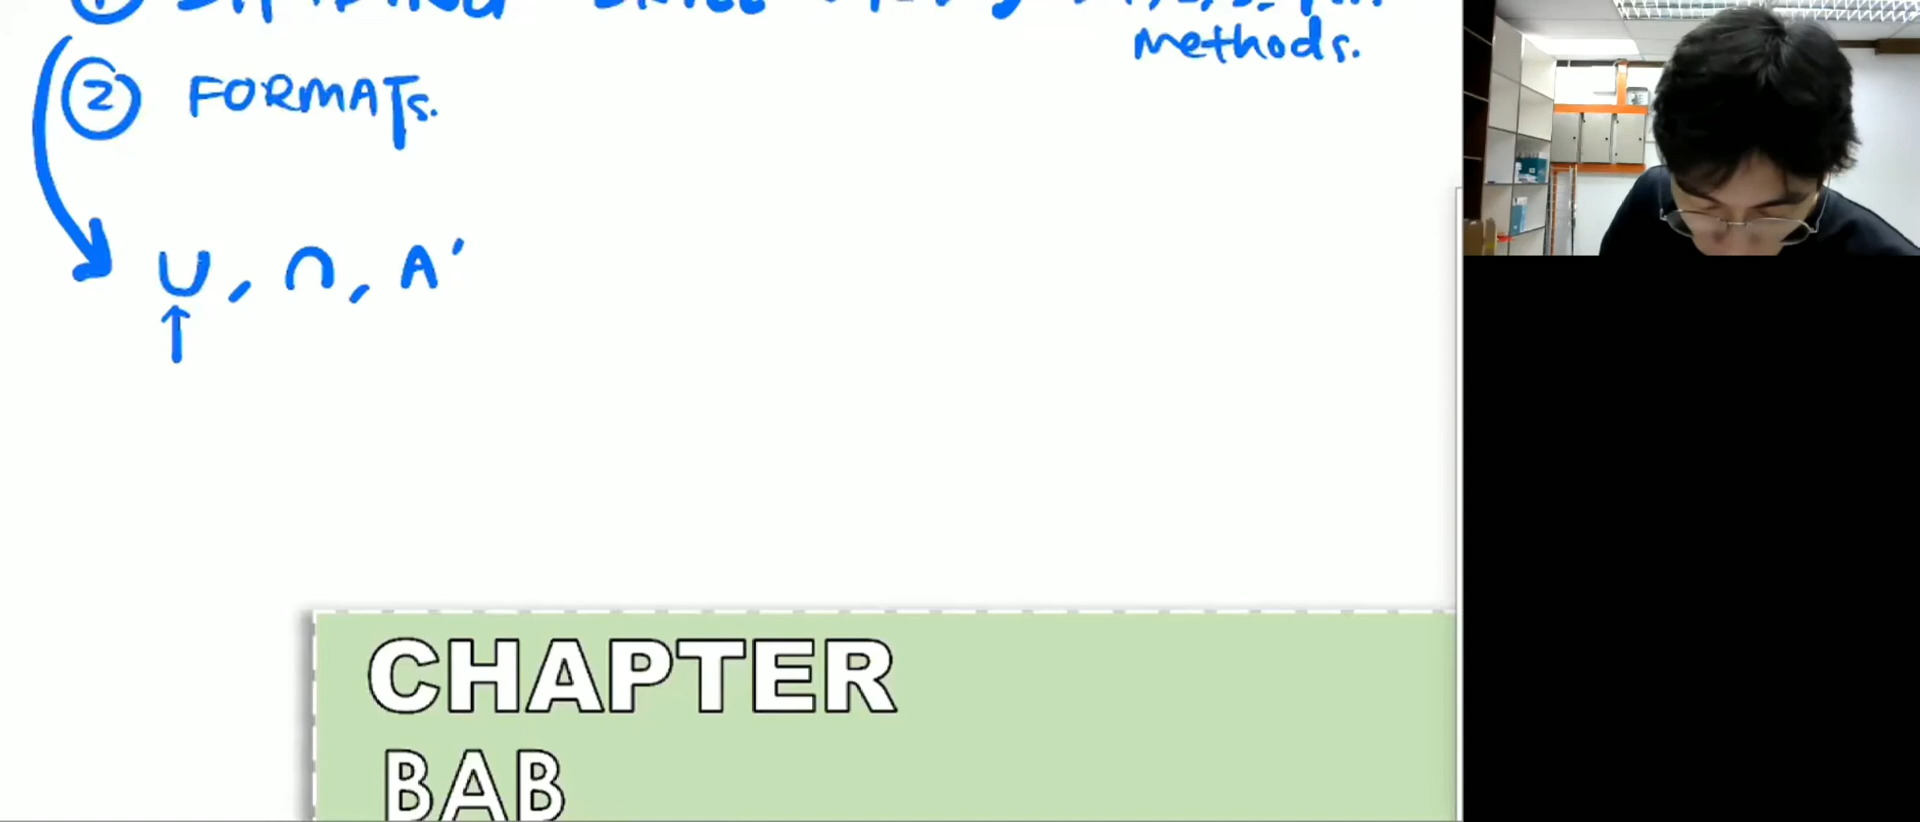 methods.
② FORMATs.
∪, ∩, A'
CHAPTER
BAB